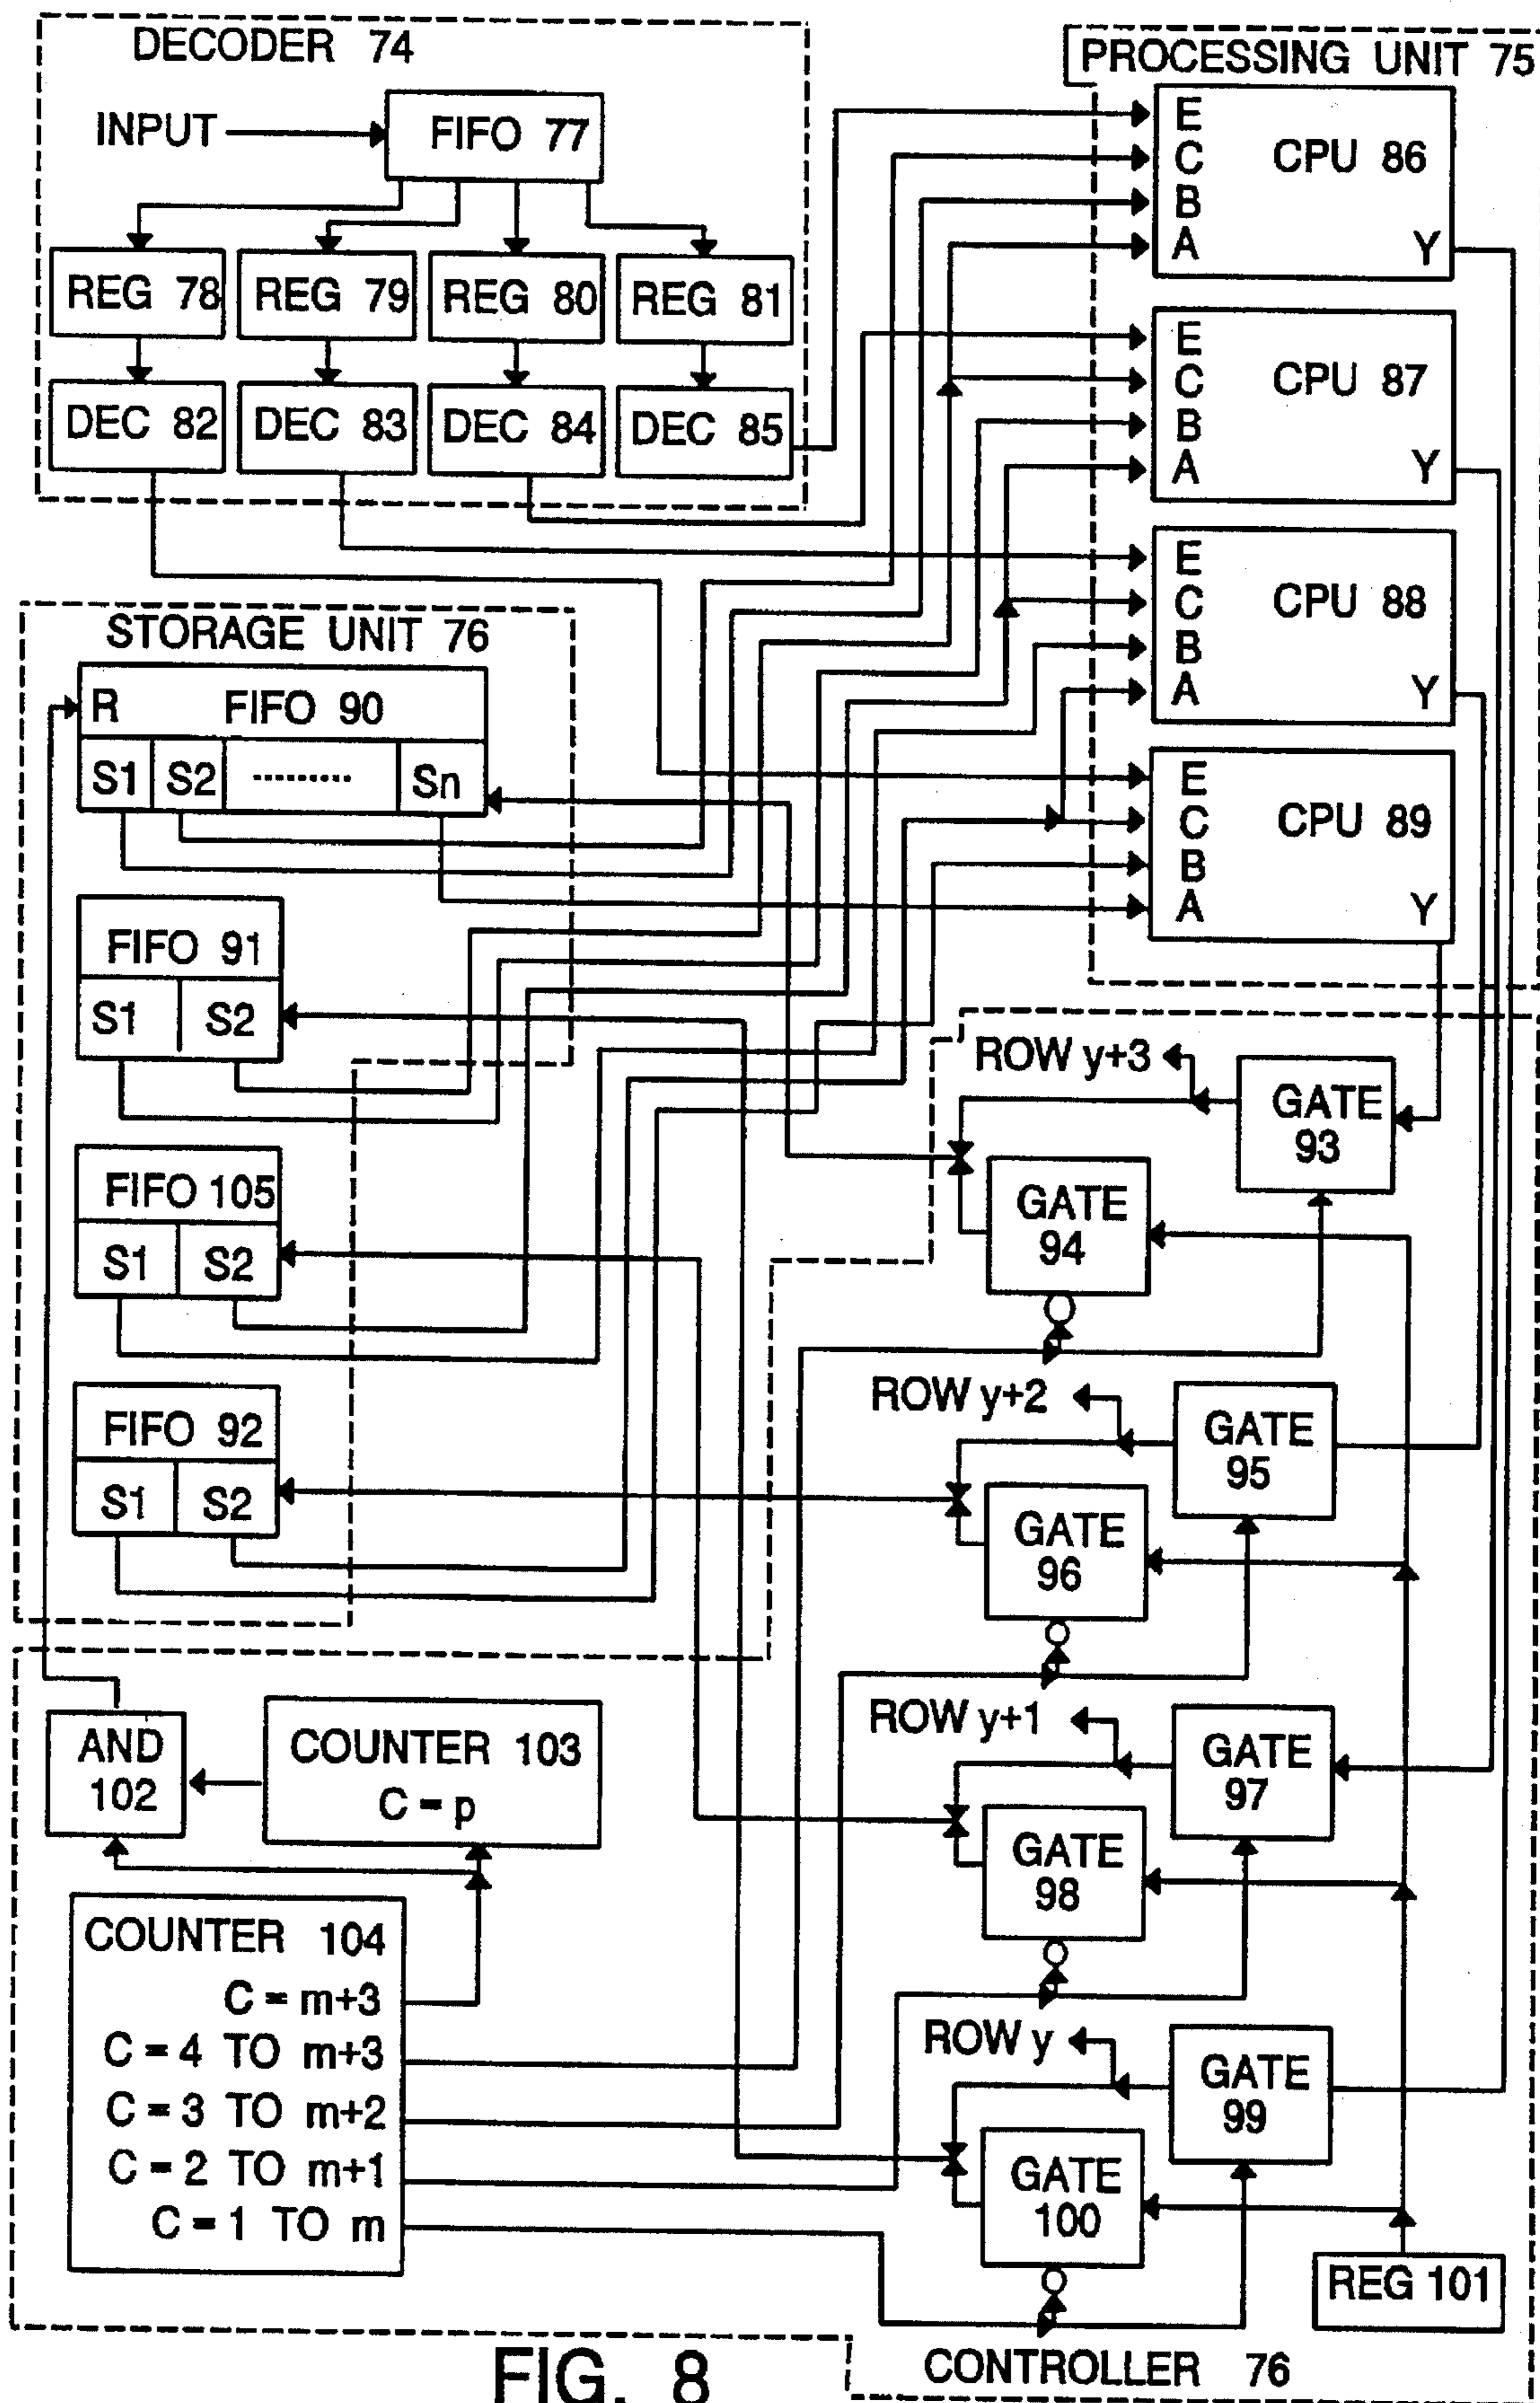 DECODER 74
INPUT
FIFO 77
REG 78
REG 79
REG 80
REG 81
DEC 82
DEC 83
DEC 84
DEC 85
PROCESSING UNIT 75
E
C
B
A
CPU 86
Y
E
C
B
A
CPU 87
Y
E
C
B
A
CPU 88
Y
E
C
B
A
CPU 89
Y
STORAGE UNIT 76
R FIFO 90
S1 S2 ......... Sn
FIFO 91
S1 S2
FIFO 105
S1 S2
FIFO 92
S1 S2
ROW y+3
GATE
93
GATE
94
ROW y+2
GATE
95
GATE
96
ROW y+1
GATE
97
GATE
98
ROW y
GATE
99
GATE
100
REG 101
AND
102
COUNTER 103
C = p
COUNTER 104
C = m+3
C = 4 TO m+3
C = 3 TO m+2
C = 2 TO m+1
C = 1 TO m
CONTROLLER 76
FIG. 8